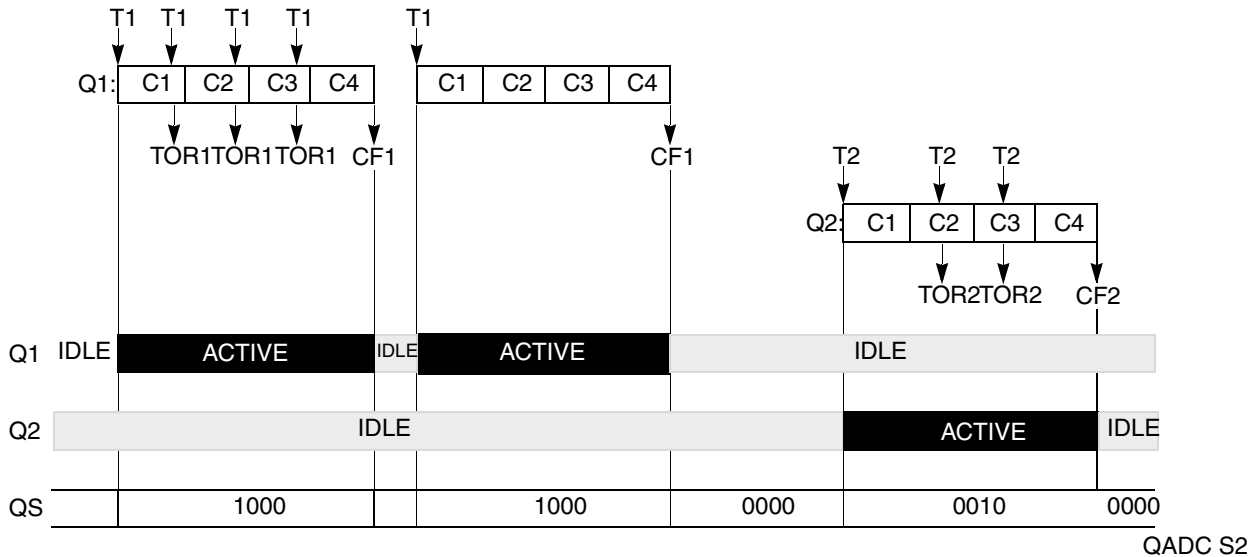 T1 T1 T1 T1 T1
Q1: C1 C2 C3 C4 C1 C2 C3 C4
TOR1 TOR1 TOR1 CF1 CF1
T2 T2 T2
Q2: C1 C2 C3 C4
TOR2 TOR2 CF2
Q1 IDLE ACTIVE IDLE ACTIVE IDLE
Q2 IDLE ACTIVE IDLE
QS 1000 1000 0000 0010 0000
QADC S2